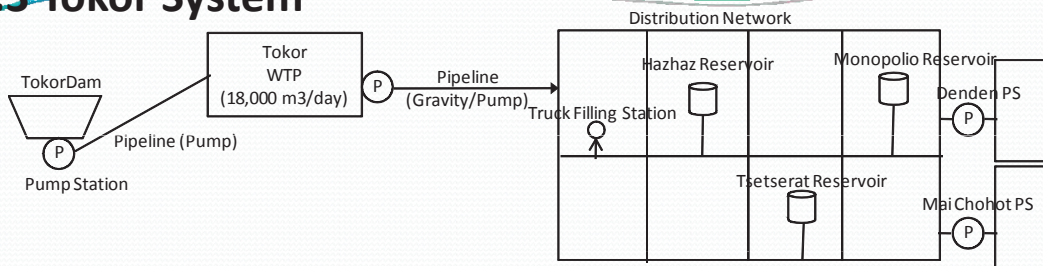 .3 Tokor System
Distribution Network
Tokor
WTP
(18,000 m3/day)
TokorDam
P
Pipeline
(Gravity/Pump)
Hazhaz Reservoir
Monopolio Reservoir
Denden PS
P
Truck Filling Station
P
Pipeline (Pump)
Pump Station
Tsetserat Reservoir
Mai Chohot PS
P